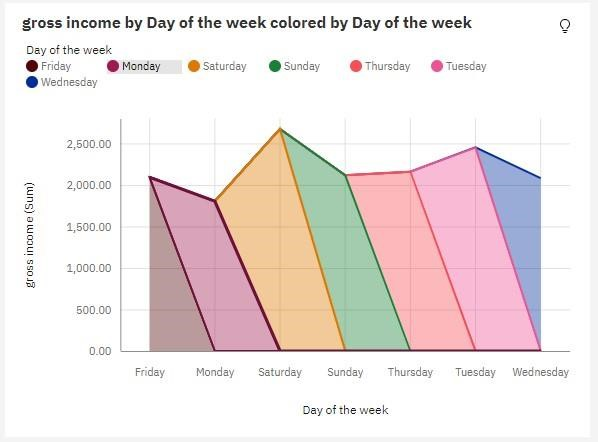 gross income by Day of the week colored by Day of the week
Day of the week
Friday Monday Saturday Sunday Thursday Tuesday
Wednesday
gross income (Sum)
2,500.00
2,000.00
1,500.00
1,000.00
500.00
0.00
Friday Monday Saturday Sunday Thursday Tuesday Wednesday
Day of the week